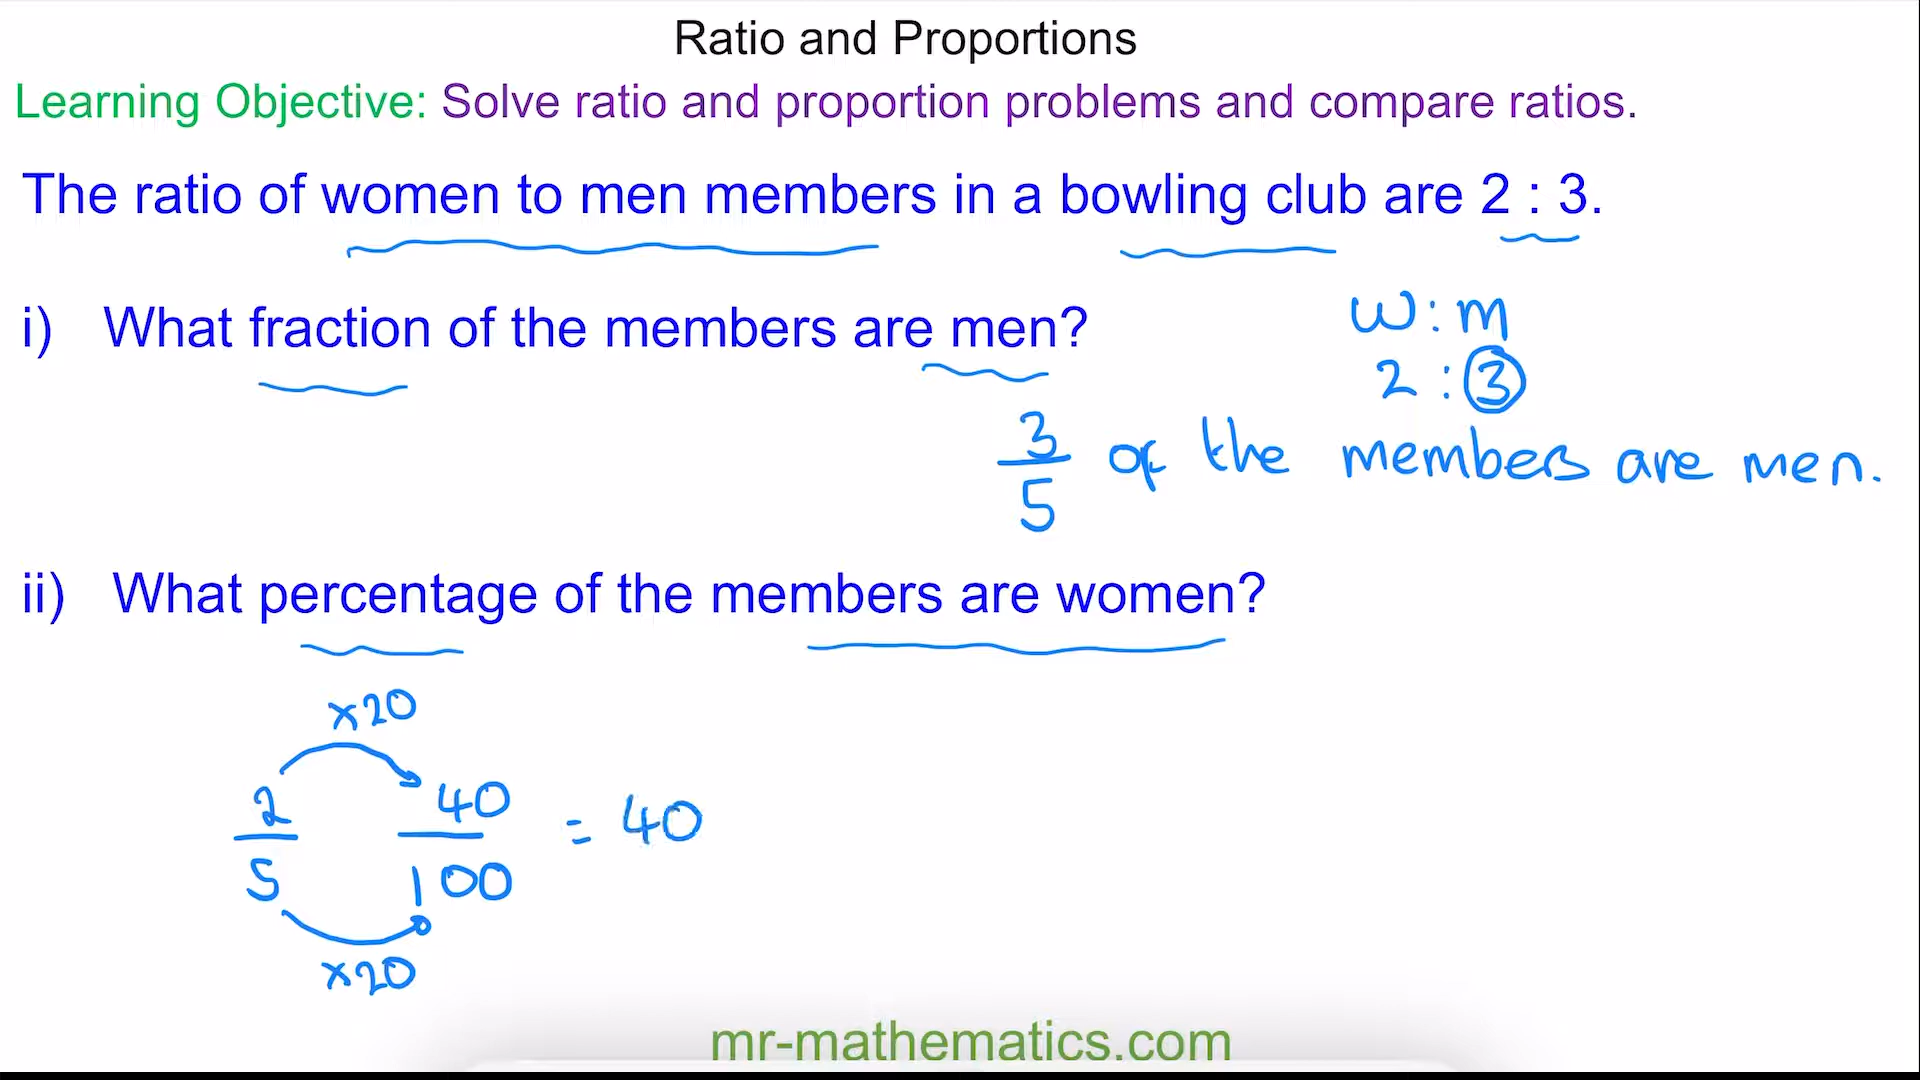 Ratio and Proportions
Learning Objective: Solve ratio and proportion problems and compare ratios.
The ratio of women to men members in a bowling club are 2 : 3.
i) What fraction of the members are men?
W : m
2 : 3
3/5 of the members are men.
ii) What percentage of the members are women?
×20
2/5 40/100 = 40
×20
mr-mathematics.com